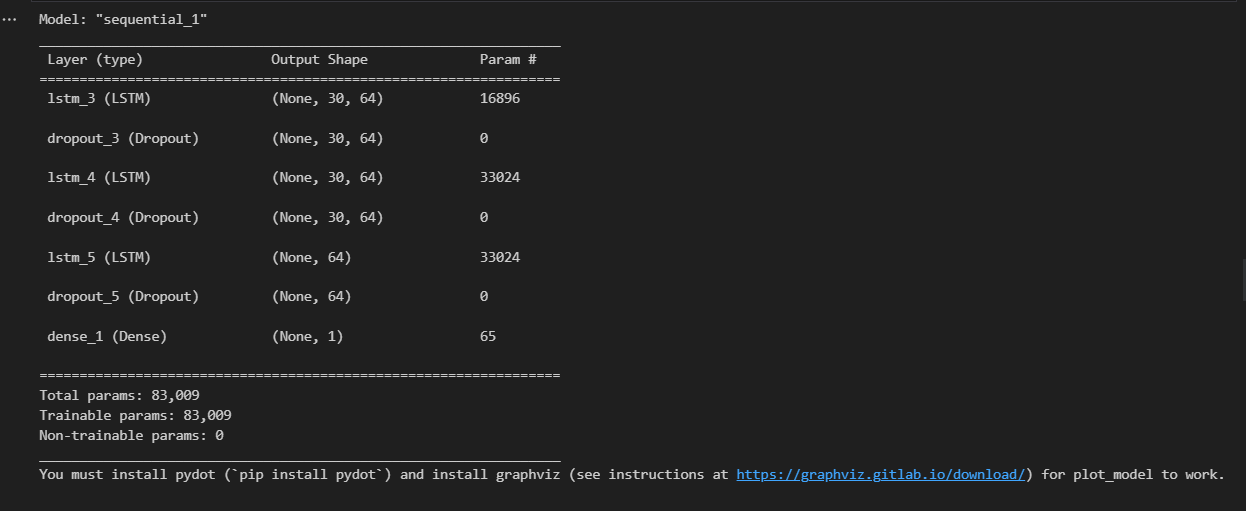 Model: "sequential_1"
Layer (type) Output Shape Param #
=================================================================
lstm_3 (LSTM) (None, 30, 64) 16896
dropout_3 (Dropout) (None, 30, 64) 0
lstm_4 (LSTM) (None, 30, 64) 33024
dropout_4 (Dropout) (None, 30, 64) 0
lstm_5 (LSTM) (None, 64) 33024
dropout_5 (Dropout) (None, 64) 0
dense_1 (Dense) (None, 1) 65
=================================================================
Total params: 83,009
Trainable params: 83,009
Non-trainable params: 0
You must install pydot (`pip install pydot`) and install graphviz (see instructions at https://graphviz.gitlab.io/download/) for plot_model to work.